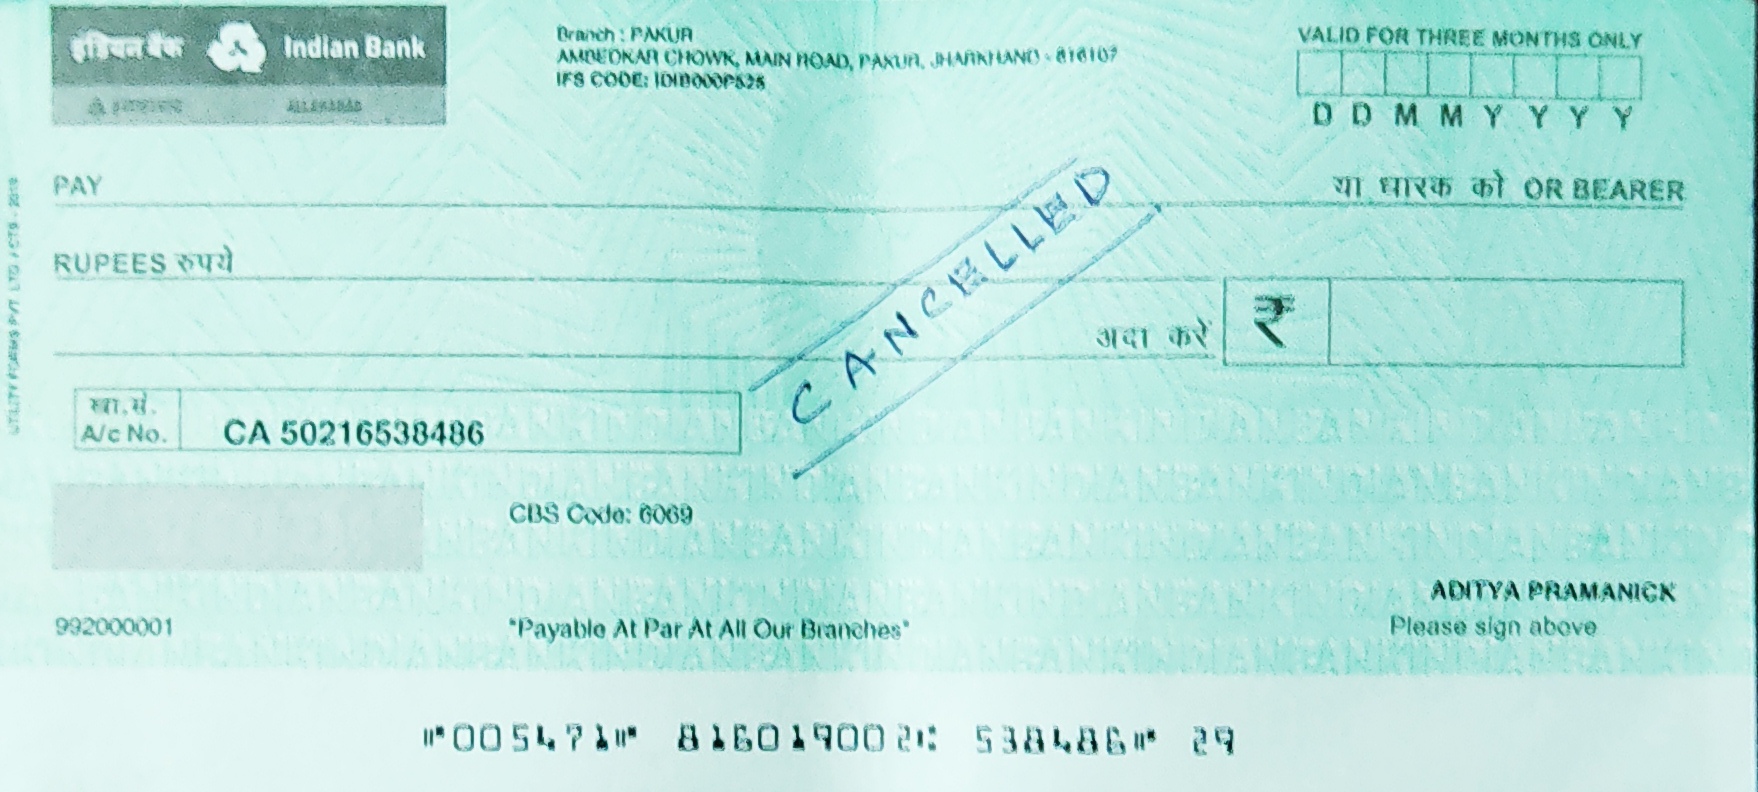 इंडियन बैंक Indian Bank
ALLAHABAD
Branch : PAKUR
AMBEDKAR CHOWK, MAIN ROAD, PAKUR, JHARKHAND - 816107
IFS CODE: IDIB000P525
VALID FOR THREE MONTHS ONLY
D D M M Y Y Y Y
PAY
या धारक को OR BEARER
RUPEES रुपये
अदा करें ₹
CANCELLED
खा.सं.
A/c No.
CA 50216538486
CBS Code: 6069
ADITYA PRAMANICK
Please sign above
992000001
"Payable At Par At All Our Branches"
⑈005471⑈ 816019002⑆ 538486⑈ 29